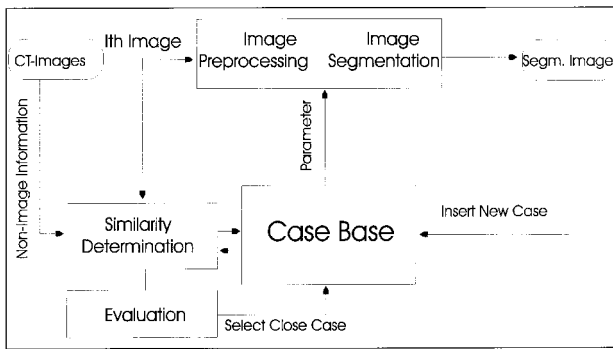 CT-Images
Ith Image
Image Preprocessing
Image Segmentation
Segm. Image
Non-Image Information
Parameter
Similarity Determination
Case Base
Insert New Case
Evaluation
Select Close Case